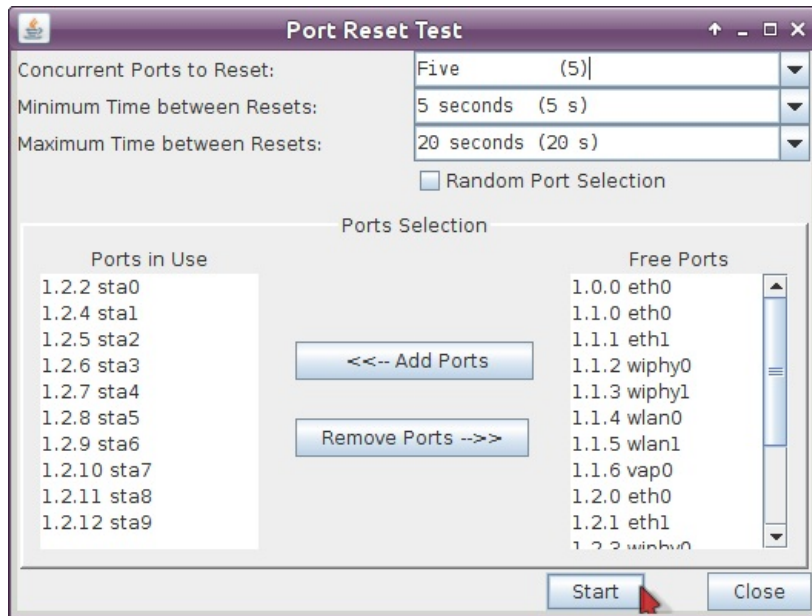 Port Reset Test
Concurrent Ports to Reset: Five (5)
Minimum Time between Resets: 5 seconds (5 s)
Maximum Time between Resets: 20 seconds (20 s)
Random Port Selection
Ports Selection
Ports in Use
1.2.2 sta0
1.2.4 sta1
1.2.5 sta2
1.2.6 sta3
1.2.7 sta4
1.2.8 sta5
1.2.9 sta6
1.2.10 sta7
1.2.11 sta8
1.2.12 sta9
<<-- Add Ports
Remove Ports -->>
Free Ports
1.0.0 eth0
1.1.0 eth0
1.1.1 eth1
1.1.2 wiphy0
1.1.3 wiphy1
1.1.4 wlan0
1.1.5 wlan1
1.1.6 vap0
1.2.0 eth0
1.2.1 eth1
1.2.3 wiphy0
Start
Close